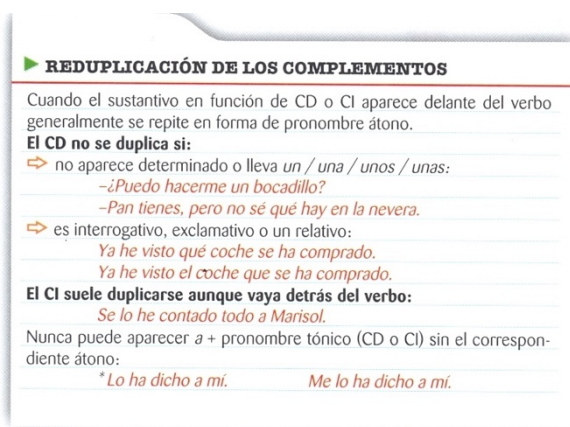 REDUPLICACIÓN DE LOS COMPLEMENTOS
Cuando el sustantivo en función de CD o CI aparece delante del verbo
generalmente se repite en forma de pronombre átono.
El CD no se duplica si:
no aparece determinado o lleva un / una / unos / unas:
–¿Puedo hacerme un bocadillo?
–Pan tienes, pero no sé qué hay en la nevera.
es interrogativo, exclamativo o un relativo:
Ya he visto qué coche se ha comprado.
Ya he visto el coche que se ha comprado.
El CI suele duplicarse aunque vaya detrás del verbo:
Se lo he contado todo a Marisol.
Nunca puede aparecer a + pronombre tónico (CD o CI) sin el correspon-
diente átono:
*Lo ha dicho a mí. Me lo ha dicho a mí.